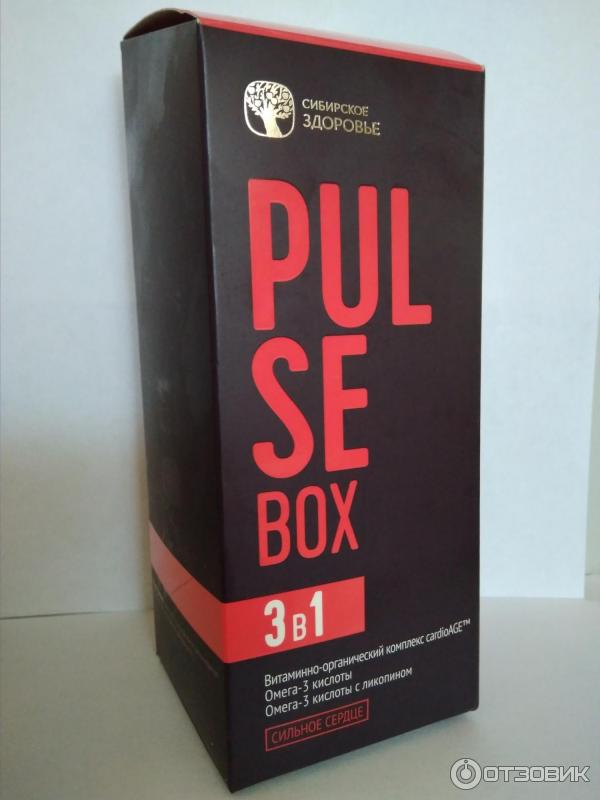 СИБИРСКОЕ
ЗДОРОВЬЕ
PUL
SE
BOX
3 В 1
Витаминно-органический комплекс cardioAGE™
Омега-3 кислоты
Омега-3 кислоты с ликопином
СИЛЬНОЕ СЕРДЦЕ
ОТЗОВИК